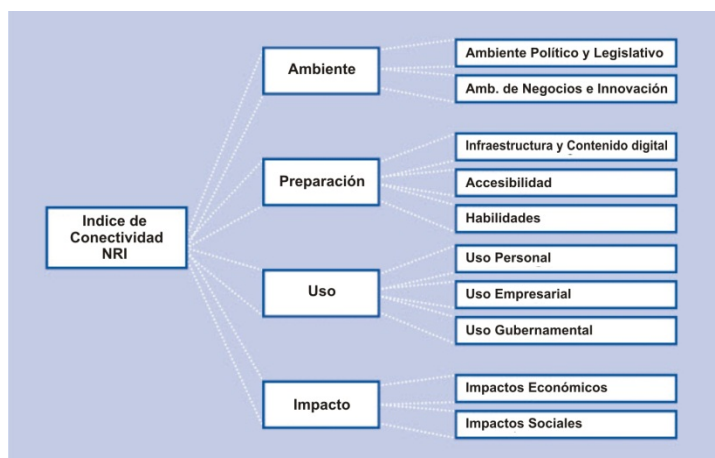 Indice de
Conectividad
NRI
Ambiente
Ambiente Político y Legislativo
Amb. de Negocios e Innovación
Preparación
Infraestructura y Contenido digital
Accesibilidad
Habilidades
Uso
Uso Personal
Uso Empresarial
Uso Gubernamental
Impacto
Impactos Económicos
Impactos Sociales